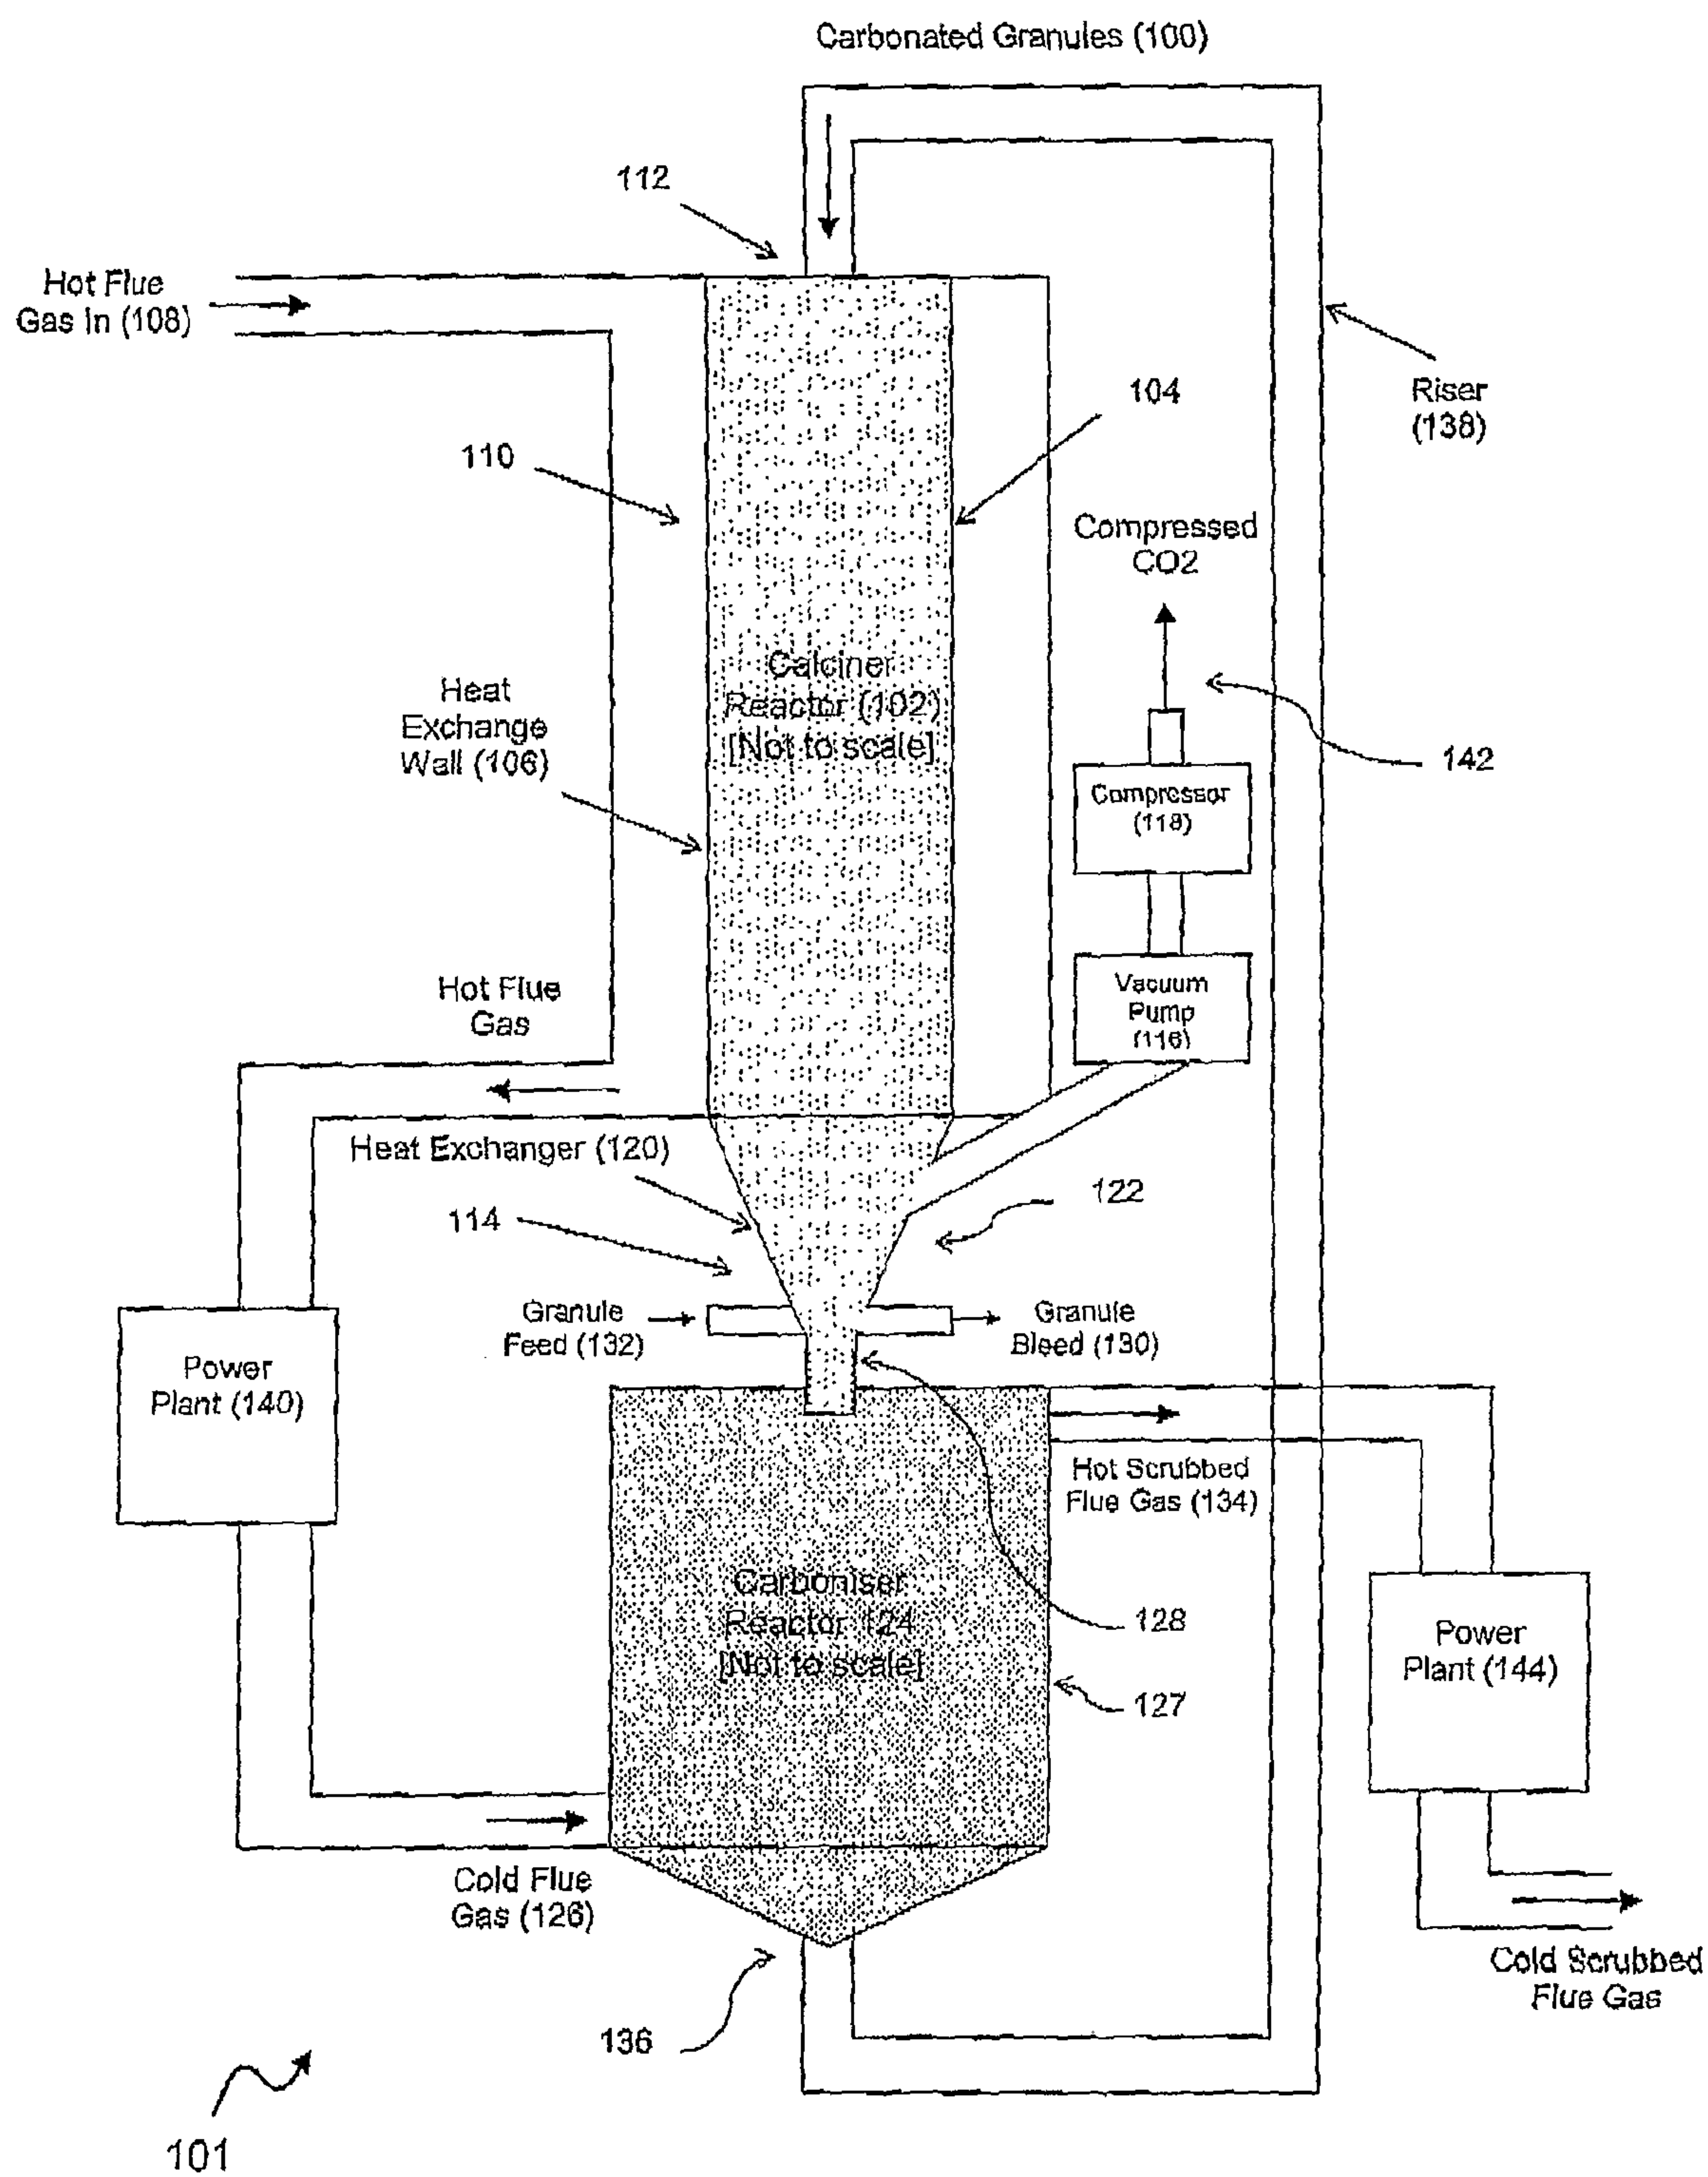 Carbonated Granules (100)
112
Hot Flue
Gas In (108)
104
Riser
(138)
110
Compressed
CO2
Calciner
Reactor (102)
[Not to scale]
Heat
Exchange
Wall (106)
142
Compressor
(118)
Hot Flue
Gas
Vacuum
Pump
(116)
Heat Exchanger (120)
122
114
Granule
Feed (132)
Granule
Bleed (130)
Power
Plant (140)
Hot Scrubbed
Flue Gas (134)
Carboniser
Reactor 124
[Not to scale]
128
Power
Plant (144)
127
Cold Flue
Gas (126)
Cold Scrubbed
Flue Gas
136
101